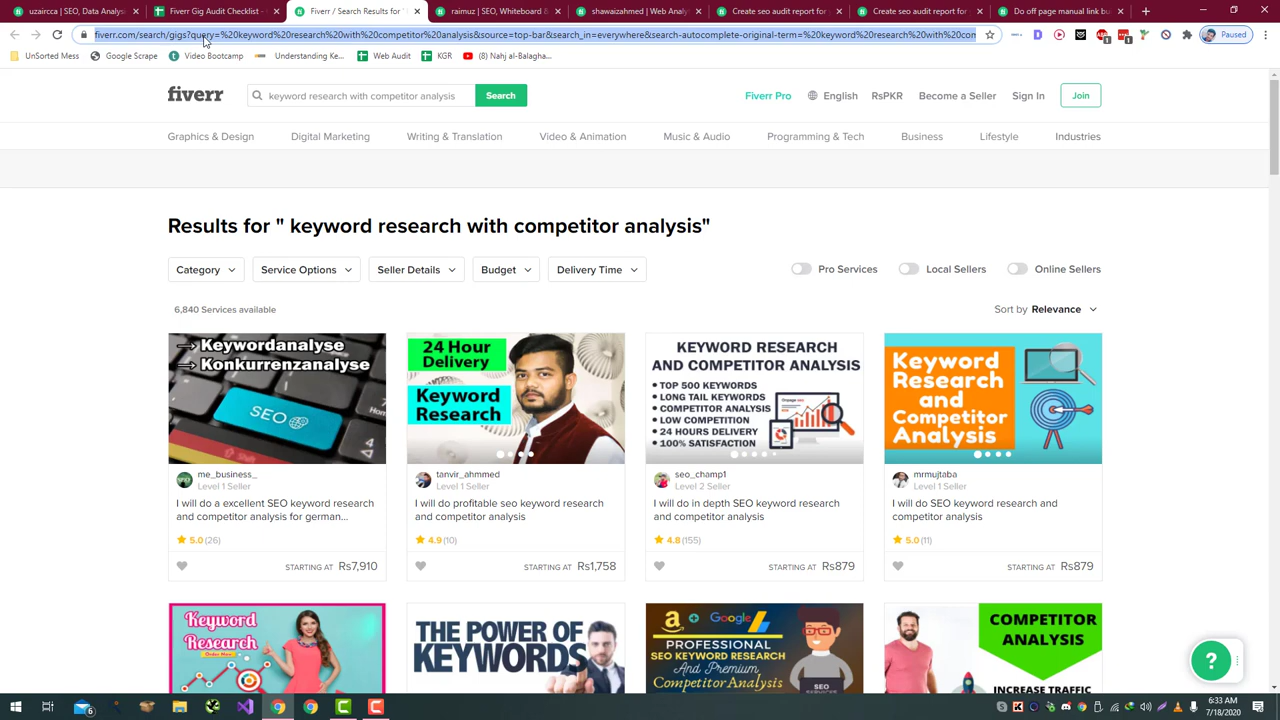 uzaircca | SEO, Data Analys
Fiverr Gig Audit Checklist -
Fiverr / Search Results for "
raimuz | SEO, Whiteboard &
shawaizahmed | Web Analy
Create seo audit report for
Create seo audit report for
Do off page manual link bu
fiverr.com/search/gigs?query=%20keyword%20research%20with%20competitor%20analysis&source=top-bar&search_in=everywhere&search-autocomplete-original-term=%20keyword%20research%20with%20com
Paused
UnSorted Mess
Google Scrape
Video Bootcamp
Understanding Ke...
Web Audit
KGR
(8) Nahj al-Balagha...
fiverr
keyword research with competitor analysis
Search
Fiverr Pro
English
RsPKR
Become a Seller
Sign In
Join
Graphics & Design
Digital Marketing
Writing & Translation
Video & Animation
Music & Audio
Programming & Tech
Business
Lifestyle
Industries
Results for " keyword research with competitor analysis"
Category
Service Options
Seller Details
Budget
Delivery Time
Pro Services
Local Sellers
Online Sellers
6,840 Services available
Sort by Relevance
→ Keywordanalyse
→ Konkurrenzanalyse
SEO
me_business_
Level 1 Seller
I will do a excellent SEO keyword research
and competitor analysis for german...
5.0 (26)
STARTING AT Rs7,910
24 Hour
Delivery
Keyword
Research
tanvir_ahmmed
Level 1 Seller
I will do profitable seo keyword research
and competitor analysis
4.9 (10)
STARTING AT Rs1,758
KEYWORD RESEARCH
AND COMPETITOR ANALYSIS
• TOP 500 KEYWORDS
• LONG TAIL KEYWORDS
• COMPETITOR ANALYSIS
• LOW COMPETITION
• 24 HOURS DELIVERY
• 100% SATISFACTION
seo_champ1
Level 2 Seller
I will do in depth SEO keyword research
and competitor analysis
4.8 (155)
STARTING AT Rs879
Keyword
Research
and
Competitor
Analysis
mrmujtaba
Level 1 Seller
I will do SEO keyword research and
competitor analysis
5.0 (11)
STARTING AT Rs879
Keyword
Research
Order Now
THE POWER OF
KEYWORDS
a + Google
PROFESSIONAL
SEO KEYWORD RESEARCH
And Premium
Competitor Analysis
SEO
SERVICES
COMPETITOR
ANALYSIS
INCREASE TRAFFIC
?
6:33 AM
7/18/2020